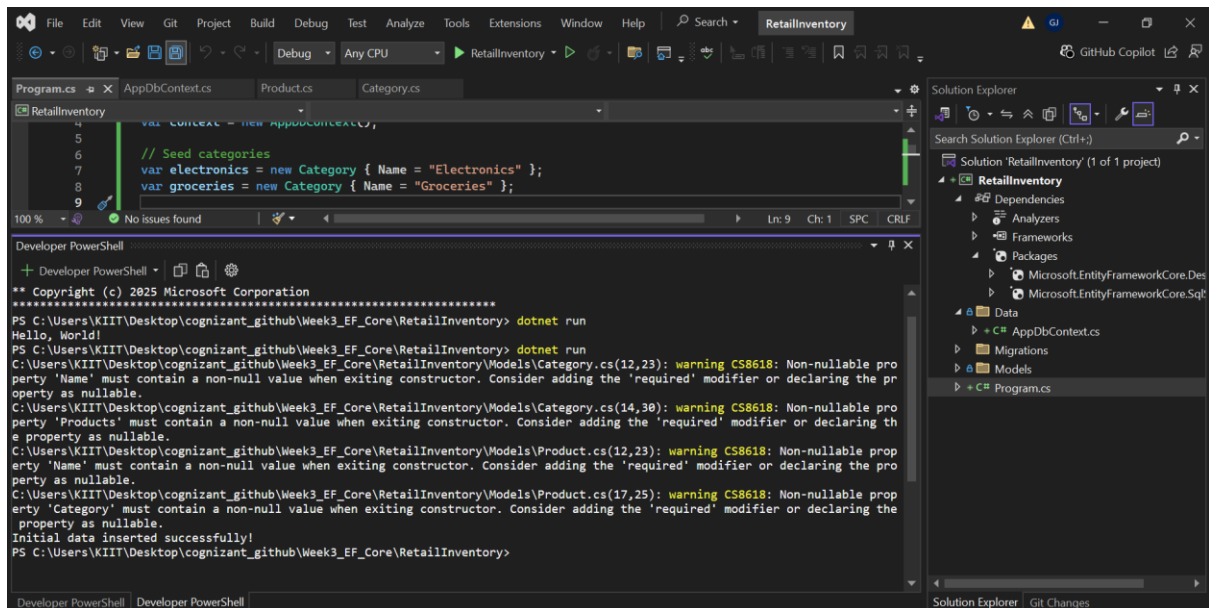 File Edit View Git Project Build Debug Test Analyze Tools Extensions Window Help Search RetailInventory GJ
Debug Any CPU RetailInventory GitHub Copilot
Program.cs AppDbContext.cs Product.cs Category.cs
RetailInventory
4 var context = new AppDbContext();
5
6 // Seed categories
7 var electronics = new Category { Name = "Electronics" };
8 var groceries = new Category { Name = "Groceries" };
9
100 % No issues found Ln: 9 Ch: 1 SPC CRLF
Developer PowerShell
+ Developer PowerShell
** Copyright (c) 2025 Microsoft Corporation
**********************************************************************
PS C:\Users\KIIT\Desktop\cognizant_github\Week3_EF_Core\RetailInventory> dotnet run
Hello, World!
PS C:\Users\KIIT\Desktop\cognizant_github\Week3_EF_Core\RetailInventory> dotnet run
C:\Users\KIIT\Desktop\cognizant_github\Week3_EF_Core\RetailInventory\Models\Category.cs(12,23): warning CS8618: Non-nullable pro
perty 'Name' must contain a non-null value when exiting constructor. Consider adding the 'required' modifier or declaring the pr
operty as nullable.
C:\Users\KIIT\Desktop\cognizant_github\Week3_EF_Core\RetailInventory\Models\Category.cs(14,30): warning CS8618: Non-nullable pro
perty 'Products' must contain a non-null value when exiting constructor. Consider adding the 'required' modifier or declaring th
e property as nullable.
C:\Users\KIIT\Desktop\cognizant_github\Week3_EF_Core\RetailInventory\Models\Product.cs(12,23): warning CS8618: Non-nullable prop
erty 'Name' must contain a non-null value when exiting constructor. Consider adding the 'required' modifier or declaring the pro
perty as nullable.
C:\Users\KIIT\Desktop\cognizant_github\Week3_EF_Core\RetailInventory\Models\Product.cs(17,25): warning CS8618: Non-nullable prop
erty 'Category' must contain a non-null value when exiting constructor. Consider adding the 'required' modifier or declaring the
property as nullable.
Initial data inserted successfully!
PS C:\Users\KIIT\Desktop\cognizant_github\Week3_EF_Core\RetailInventory>
Developer PowerShell Developer PowerShell
Solution Explorer
Search Solution Explorer (Ctrl+;)
Solution 'RetailInventory' (1 of 1 project)
C# RetailInventory
Dependencies
Analyzers
Frameworks
Packages
Microsoft.EntityFrameworkCore.Des
Microsoft.EntityFrameworkCore.SqlS
Data
+ C# AppDbContext.cs
Migrations
Models
+ C# Program.cs
Solution Explorer Git Changes